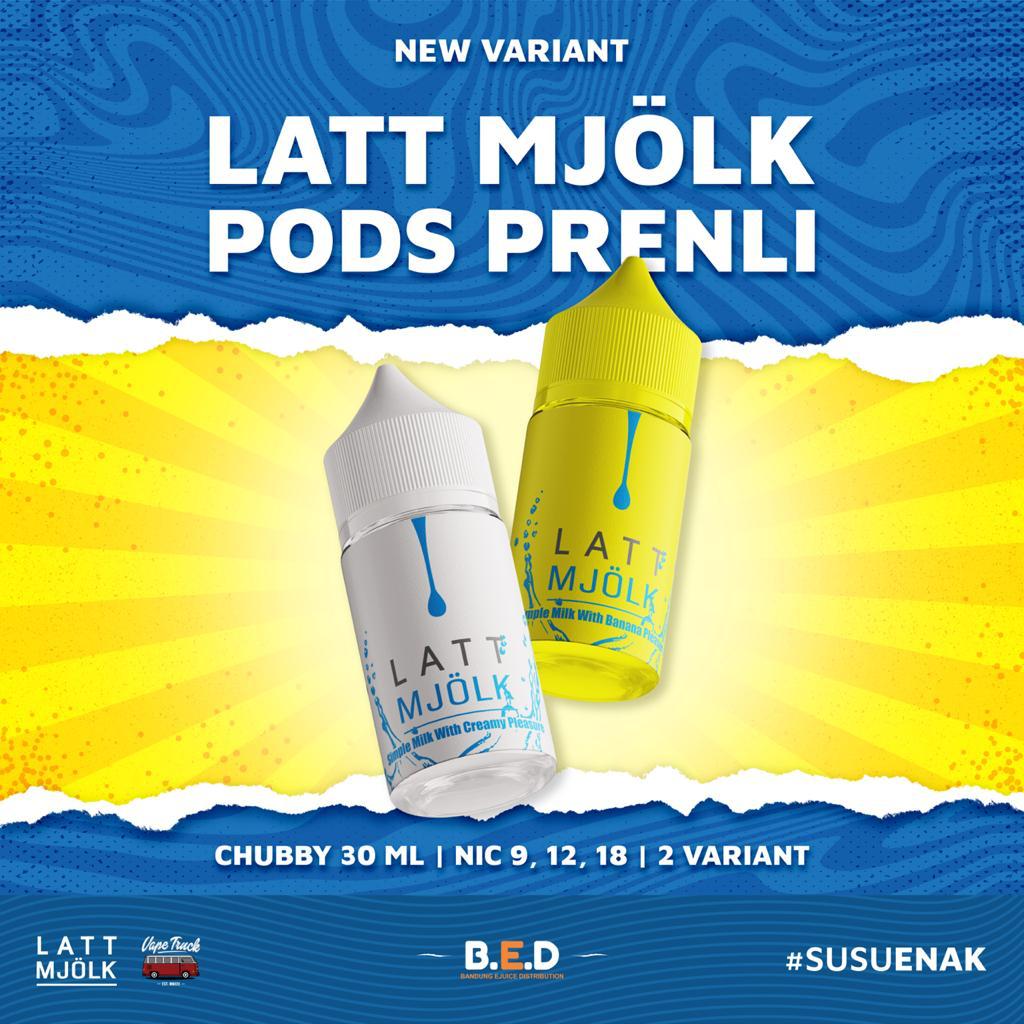 NEW VARIANT
LATT MJÖLK
PODS PRENLI
LATT
MJÖLK
Simple Milk With Banana Pleasure
LATT
MJÖLK
Simple Milk With Creamy Pleasure
CHUBBY 30 ML | NIC 9, 12, 18 | 2 VARIANT
LATT
MJÖLK
Vape Truck
B.E.D
BANDUNG EJUICE DISTRIBUTION
#SUSUENAK